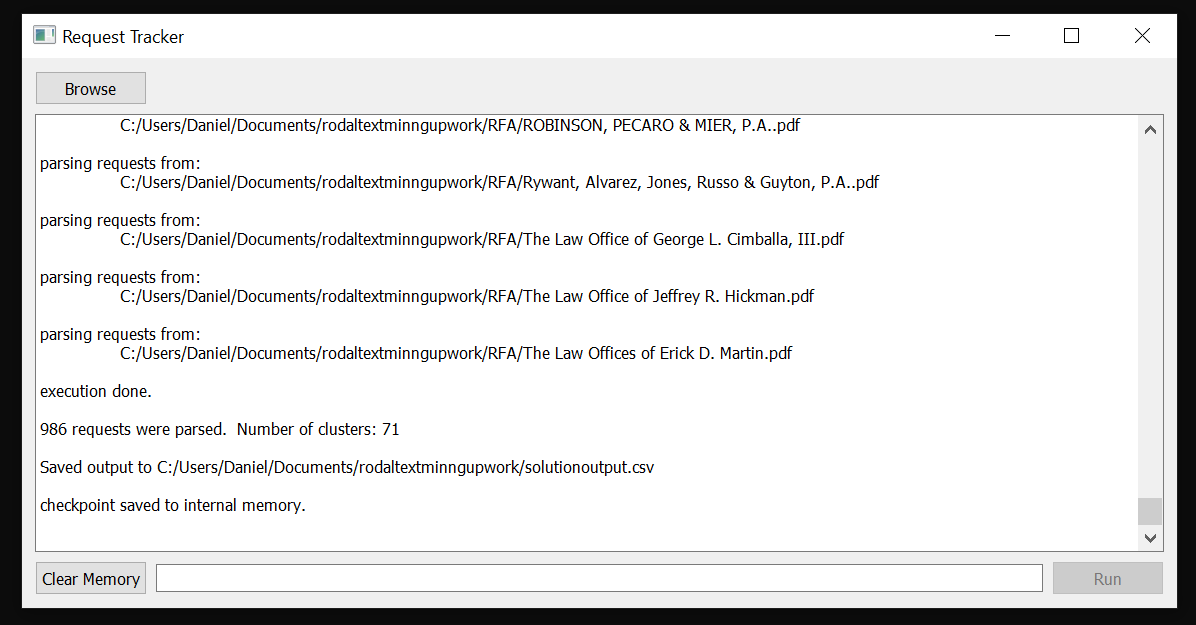 Request Tracker
Browse
C:/Users/Daniel/Documents/rodaltextminngupwork/RFA/ROBINSON, PECARO & MIER, P.A..pdf
parsing requests from:
C:/Users/Daniel/Documents/rodaltextminngupwork/RFA/Rywant, Alvarez, Jones, Russo & Guyton, P.A..pdf
parsing requests from:
C:/Users/Daniel/Documents/rodaltextminngupwork/RFA/The Law Office of George L. Cimballa, III.pdf
parsing requests from:
C:/Users/Daniel/Documents/rodaltextminngupwork/RFA/The Law Office of Jeffrey R. Hickman.pdf
parsing requests from:
C:/Users/Daniel/Documents/rodaltextminngupwork/RFA/The Law Offices of Erick D. Martin.pdf
execution done.
986 requests were parsed.  Number of clusters: 71
Saved output to C:/Users/Daniel/Documents/rodaltextminngupwork/solutionoutput.csv
checkpoint saved to internal memory.
Clear Memory
Run